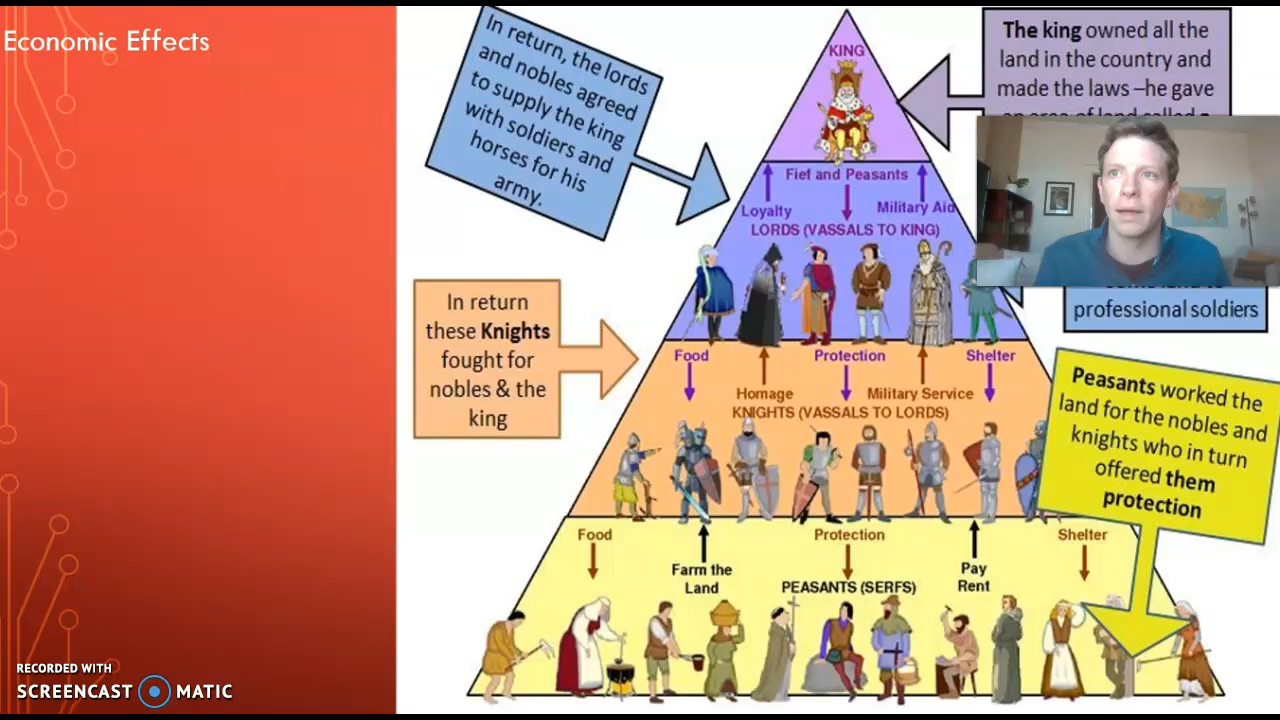 Economic Effects
In return, the lords
and nobles agreed
to supply the king
with soldiers and
horses for his
army.
The king owned all the
land in the country and
made the laws –he gave
KING
Fief and Peasants
Loyalty
Military Aid
LORDS (VASSALS TO KING)
professional soldiers
In return
these Knights
fought for
nobles & the
king
Food
Protection
Shelter
Homage
Military Service
KNIGHTS (VASSALS TO LORDS)
Peasants worked the
land for the nobles and
knights who in turn
offered them
protection
Food
Protection
Shelter
Farm the
Land
PEASANTS (SERFS)
Pay
Rent
RECORDED WITH
SCREENCAST MATIC